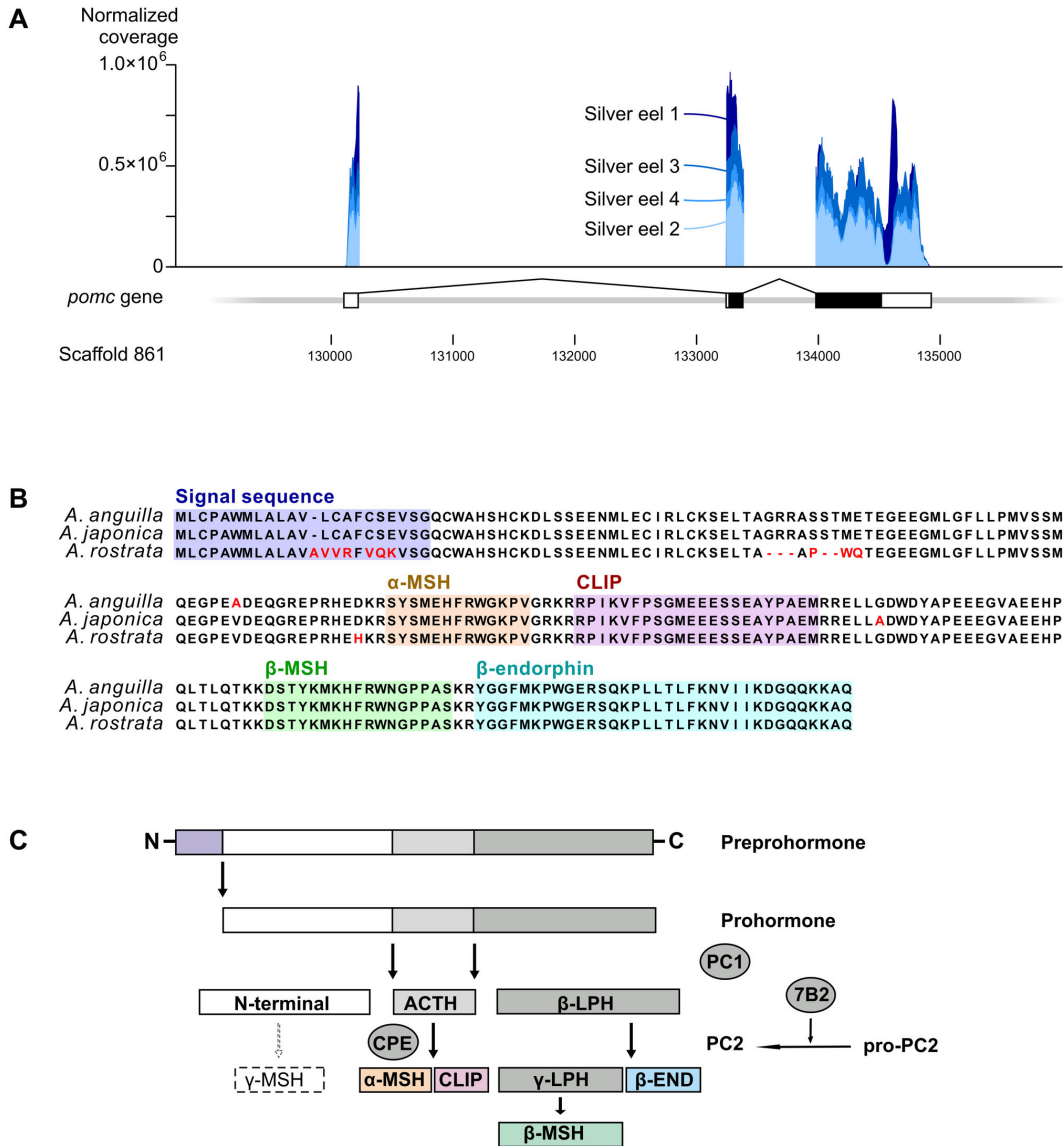 A
Normalized
coverage
1.0×10⁶
0.5×10⁶
0
Silver eel 1
Silver eel 3
Silver eel 4
Silver eel 2
pomc gene
Scaffold 861
130000 131000 132000 133000 134000 135000
B
Signal sequence
A. anguilla MLCPAWMLALAV-LCAFCSEVSGQCWAHSHCKDLSSEENMLECIRLCKSELTAGRRASSTMETEGEEGMLGFLLPMVSSM
A. japonica MLCPAWMLALAV-LCAFCSEVSGQCWAHSHCKDLSSEENMLECIRLCKSELTAGRRASSTMETEGEEGMLGFLLPMVSSM
A. rostrata MLCPAWMLALAVAVVRFVQKVSGQCWAHSHCKDLSSEENMLECIRLCKSELTA---AP--WQTEGEEGMLGFLLPMVSSM
α-MSH CLIP
A. anguilla QEGPEADEQGREPRHEDKRSYSMEHFRWGKPVGRKRRPIKVFPSGMEEESSEAYPAEMRRELLGDWDYAPEEEGVAEEHP
A. japonica QEGPEVDEQGREPRHEDKRSYSMEHFRWGKPVGRKRRPIKVFPSGMEEESSEAYPAEMRRELLADWDYAPEEEGVAEEHP
A. rostrata QEGPEVDEQGREPRHEHKRSYSMEHFRWGKPVGRKRRPIKVFPSGMEEESSEAYPAEMRRELLGDWDYAPEEEGVAEEHP
β-MSH β-endorphin
A. anguilla QLTLQTKKDSTYKMKHFRWNGPPASKRYGGFMKPWGERSQKPLLTLFKNVIIKDGQQKKAQ
A. japonica QLTLQTKKDSTYKMKHFRWNGPPASKRYGGFMKPWGERSQKPLLTLFKNVIIKDGQQKKAQ
A. rostrata QLTLQTKKDSTYKMKHFRWNGPPASKRYGGFMKPWGERSQKPLLTLFKNVIIKDGQQKKAQ
C
N C Preprohormone
Prohormone
PC1
N-terminal ACTH β-LPH 7B2
CPE PC2 pro-PC2
γ-MSH α-MSH CLIP γ-LPH β-END
β-MSH